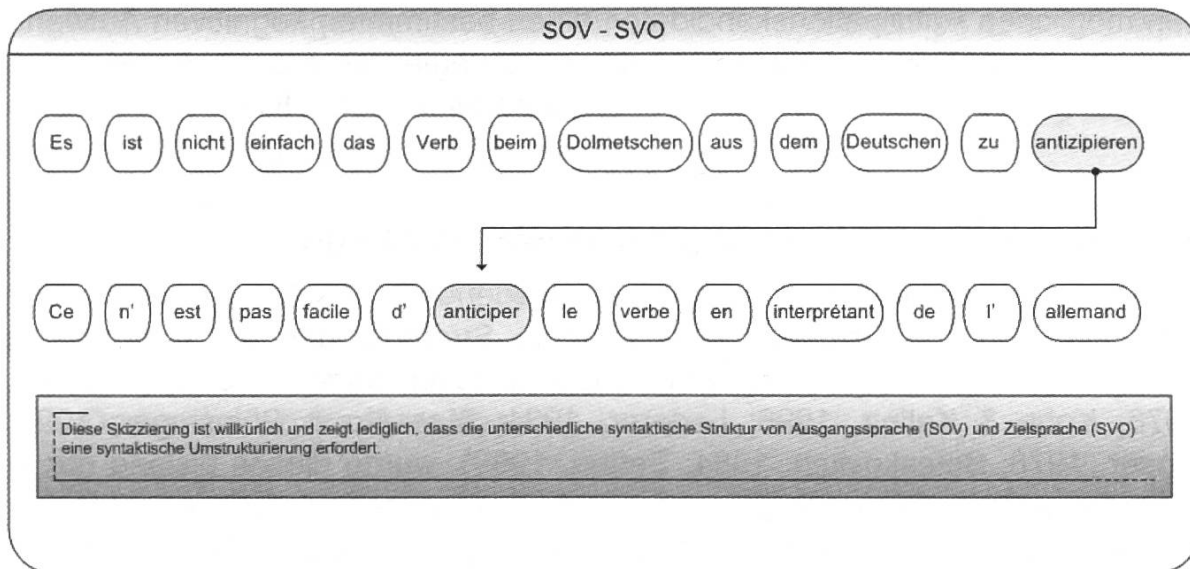 SOV - SVO
Es ist nicht einfach das Verb beim Dolmetschen aus dem Deutschen zu antizipieren
Ce n' est pas facile d' anticiper le verbe en interprétant de l' allemand
Diese Skizzierung ist willkürlich und zeigt lediglich, dass die unterschiedliche syntaktische Struktur von Ausgangssprache (SOV) und Zielsprache (SVO)
eine syntaktische Umstrukturierung erfordert.